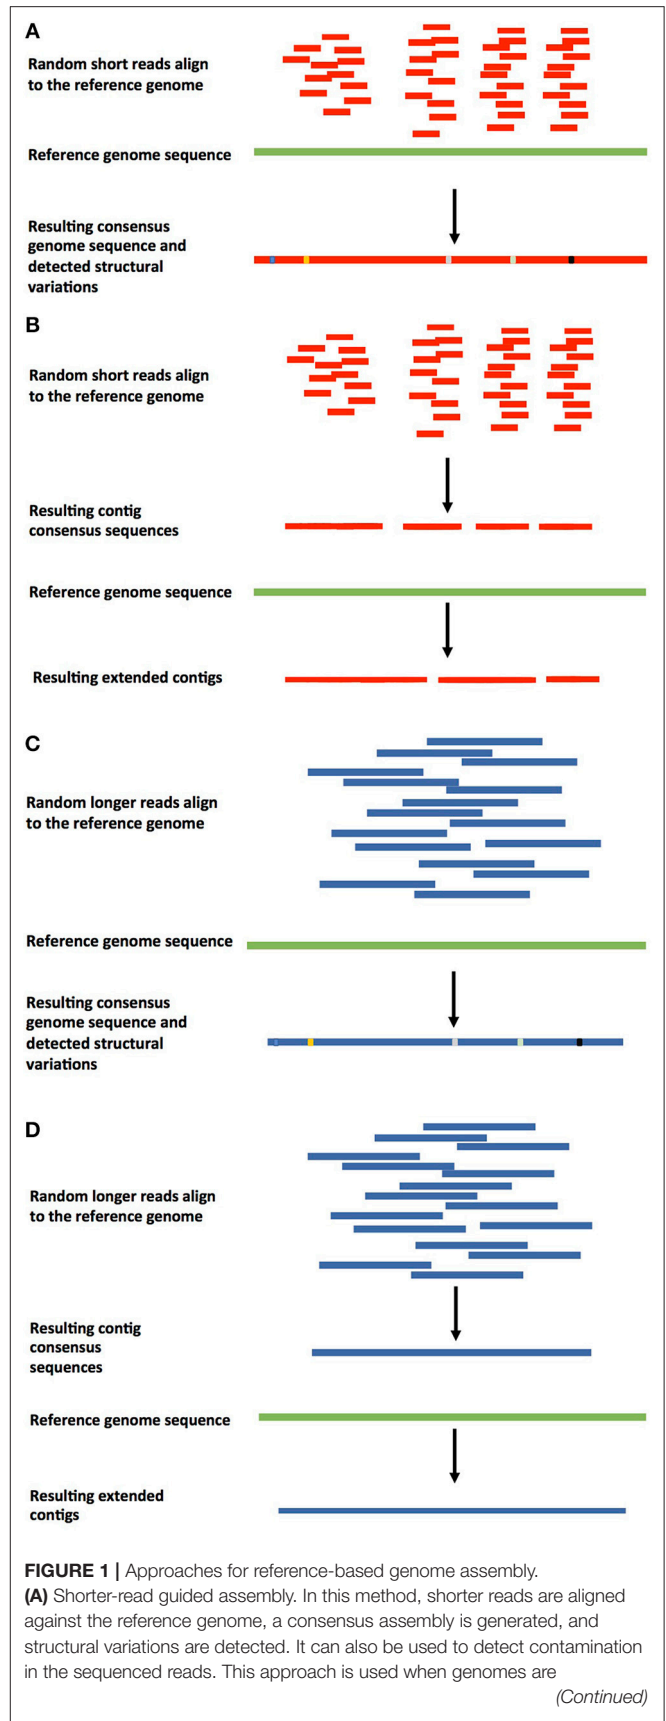 A
Random short reads align
to the reference genome
Reference genome sequence
Resulting consensus
genome sequence and
detected structural
variations
B
Random short reads align
to the reference genome
Resulting contig
consensus sequences
Reference genome sequence
Resulting extended contigs
C
Random longer reads align
to the reference genome
Reference genome sequence
Resulting consensus
genome sequence and
detected structural
variations
D
Random longer reads align
to the reference genome
Resulting contig
consensus
sequences
Reference genome sequence
Resulting extended
contigs
FIGURE 1 | Approaches for reference-based genome assembly.
(A) Shorter-read guided assembly. In this method, shorter reads are aligned
against the reference genome, a consensus assembly is generated, and
structural variations are detected. It can also be used to detect contamination
in the sequenced reads. This approach is used when genomes are
(Continued)